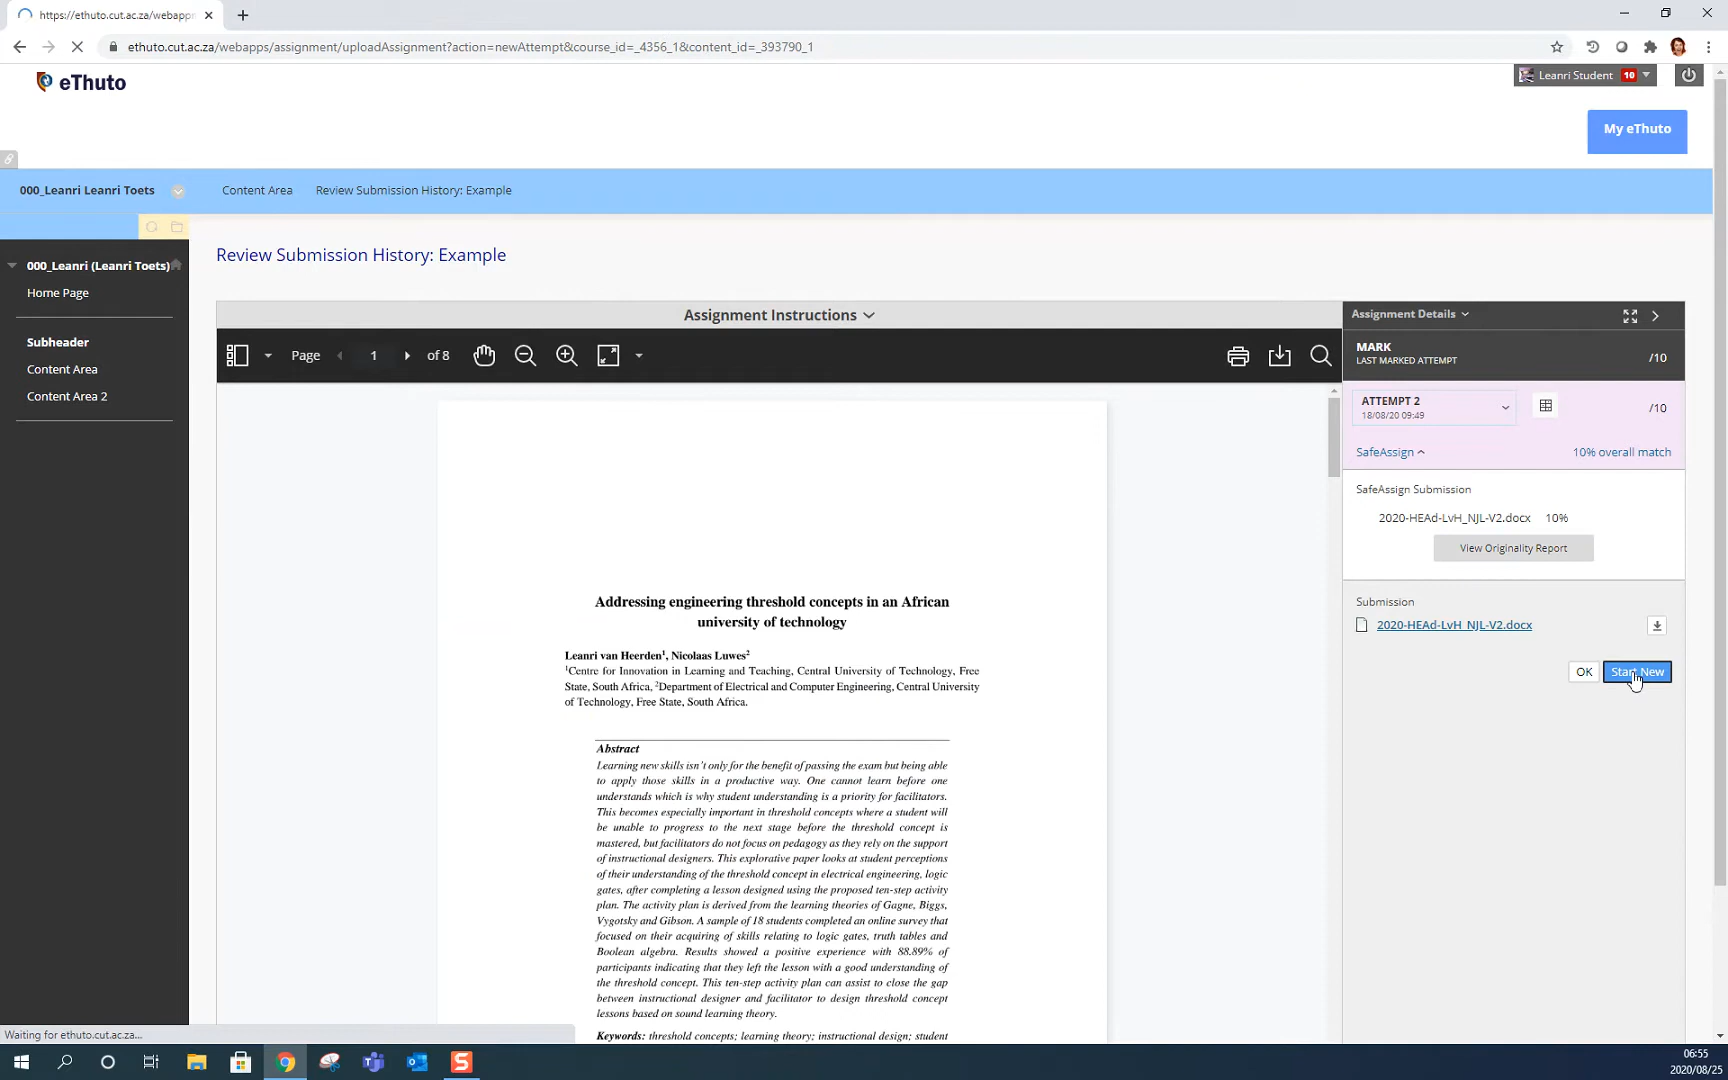 https://ethuto.cut.ac.za/webapp
ethuto.cut.ac.za/webapps/assignment/uploadAssignment?action=newAttempt&course_id=_4356_1&content_id=_393790_1
eThuto
Leanri Student 10
My eThuto
000_Leanri Leanri Toets Content Area Review Submission History: Example
000_Leanri (Leanri Toets)
Home Page
Subheader
Content Area
Content Area 2
Review Submission History: Example
Assignment Instructions
Page 1 of 8
Addressing engineering threshold concepts in an African
university of technology
Leanri van Heerden¹, Nicolaas Luwes²
¹Centre for Innovation in Learning and Teaching, Central University of Technology, Free
State, South Africa, ²Department of Electrical and Computer Engineering, Central University
of Technology, Free State, South Africa.
Abstract
Learning new skills isn't only for the benefit of passing the exam but being able
to apply those skills in a productive way. One cannot learn before one
understands which is why student understanding is a priority for facilitators.
This becomes especially important in threshold concepts where a student will
be unable to progress to the next stage before the threshold concept is
mastered, but facilitators do not focus on pedagogy as they rely on the support
of instructional designers. This explorative paper looks at student perceptions
of their understanding of the threshold concept in electrical engineering, logic
gates, after completing a lesson designed using the proposed ten-step activity
plan. The activity plan is derived from the learning theories of Gagne, Biggs,
Vygotsky and Gibson. A sample of 18 students completed an online survey that
focused on their acquiring of skills relating to logic gates, truth tables and
Boolean algebra. Results showed a positive experience with 88.89% of
participants indicating that they left the lesson with a good understanding of
the threshold concept. This ten-step activity plan can assist to close the gap
between instructional designer and facilitator to design threshold concept
lessons based on sound learning theory.
Keywords: threshold concepts; learning theory; instructional design; student
Assignment Details
MARK
LAST MARKED ATTEMPT
/10
ATTEMPT 2
18/08/20 09:49
/10
SafeAssign 10% overall match
SafeAssign Submission
2020-HEAd-LvH_NJL-V2.docx 10%
View Originality Report
Submission
2020-HEAd-LvH_NJL-V2.docx
OK Start New
Waiting for ethuto.cut.ac.za...
06:55
2020/08/25